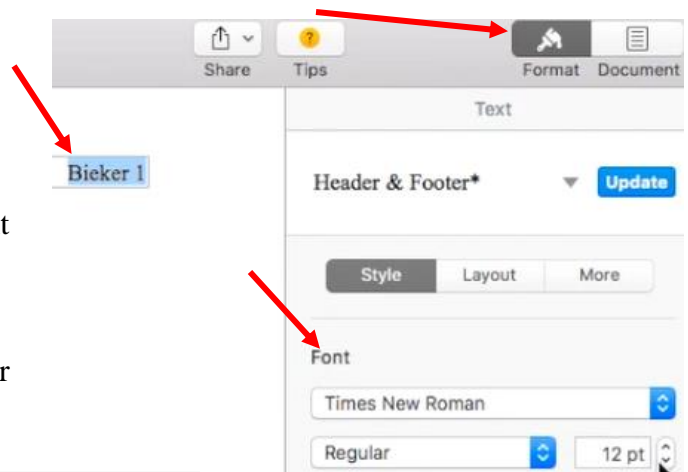 ?
Share Tips Format Document
Text
Bieker 1
Header & Footer* Update
t
Style Layout More
r
Font
Times New Roman
Regular 12 pt